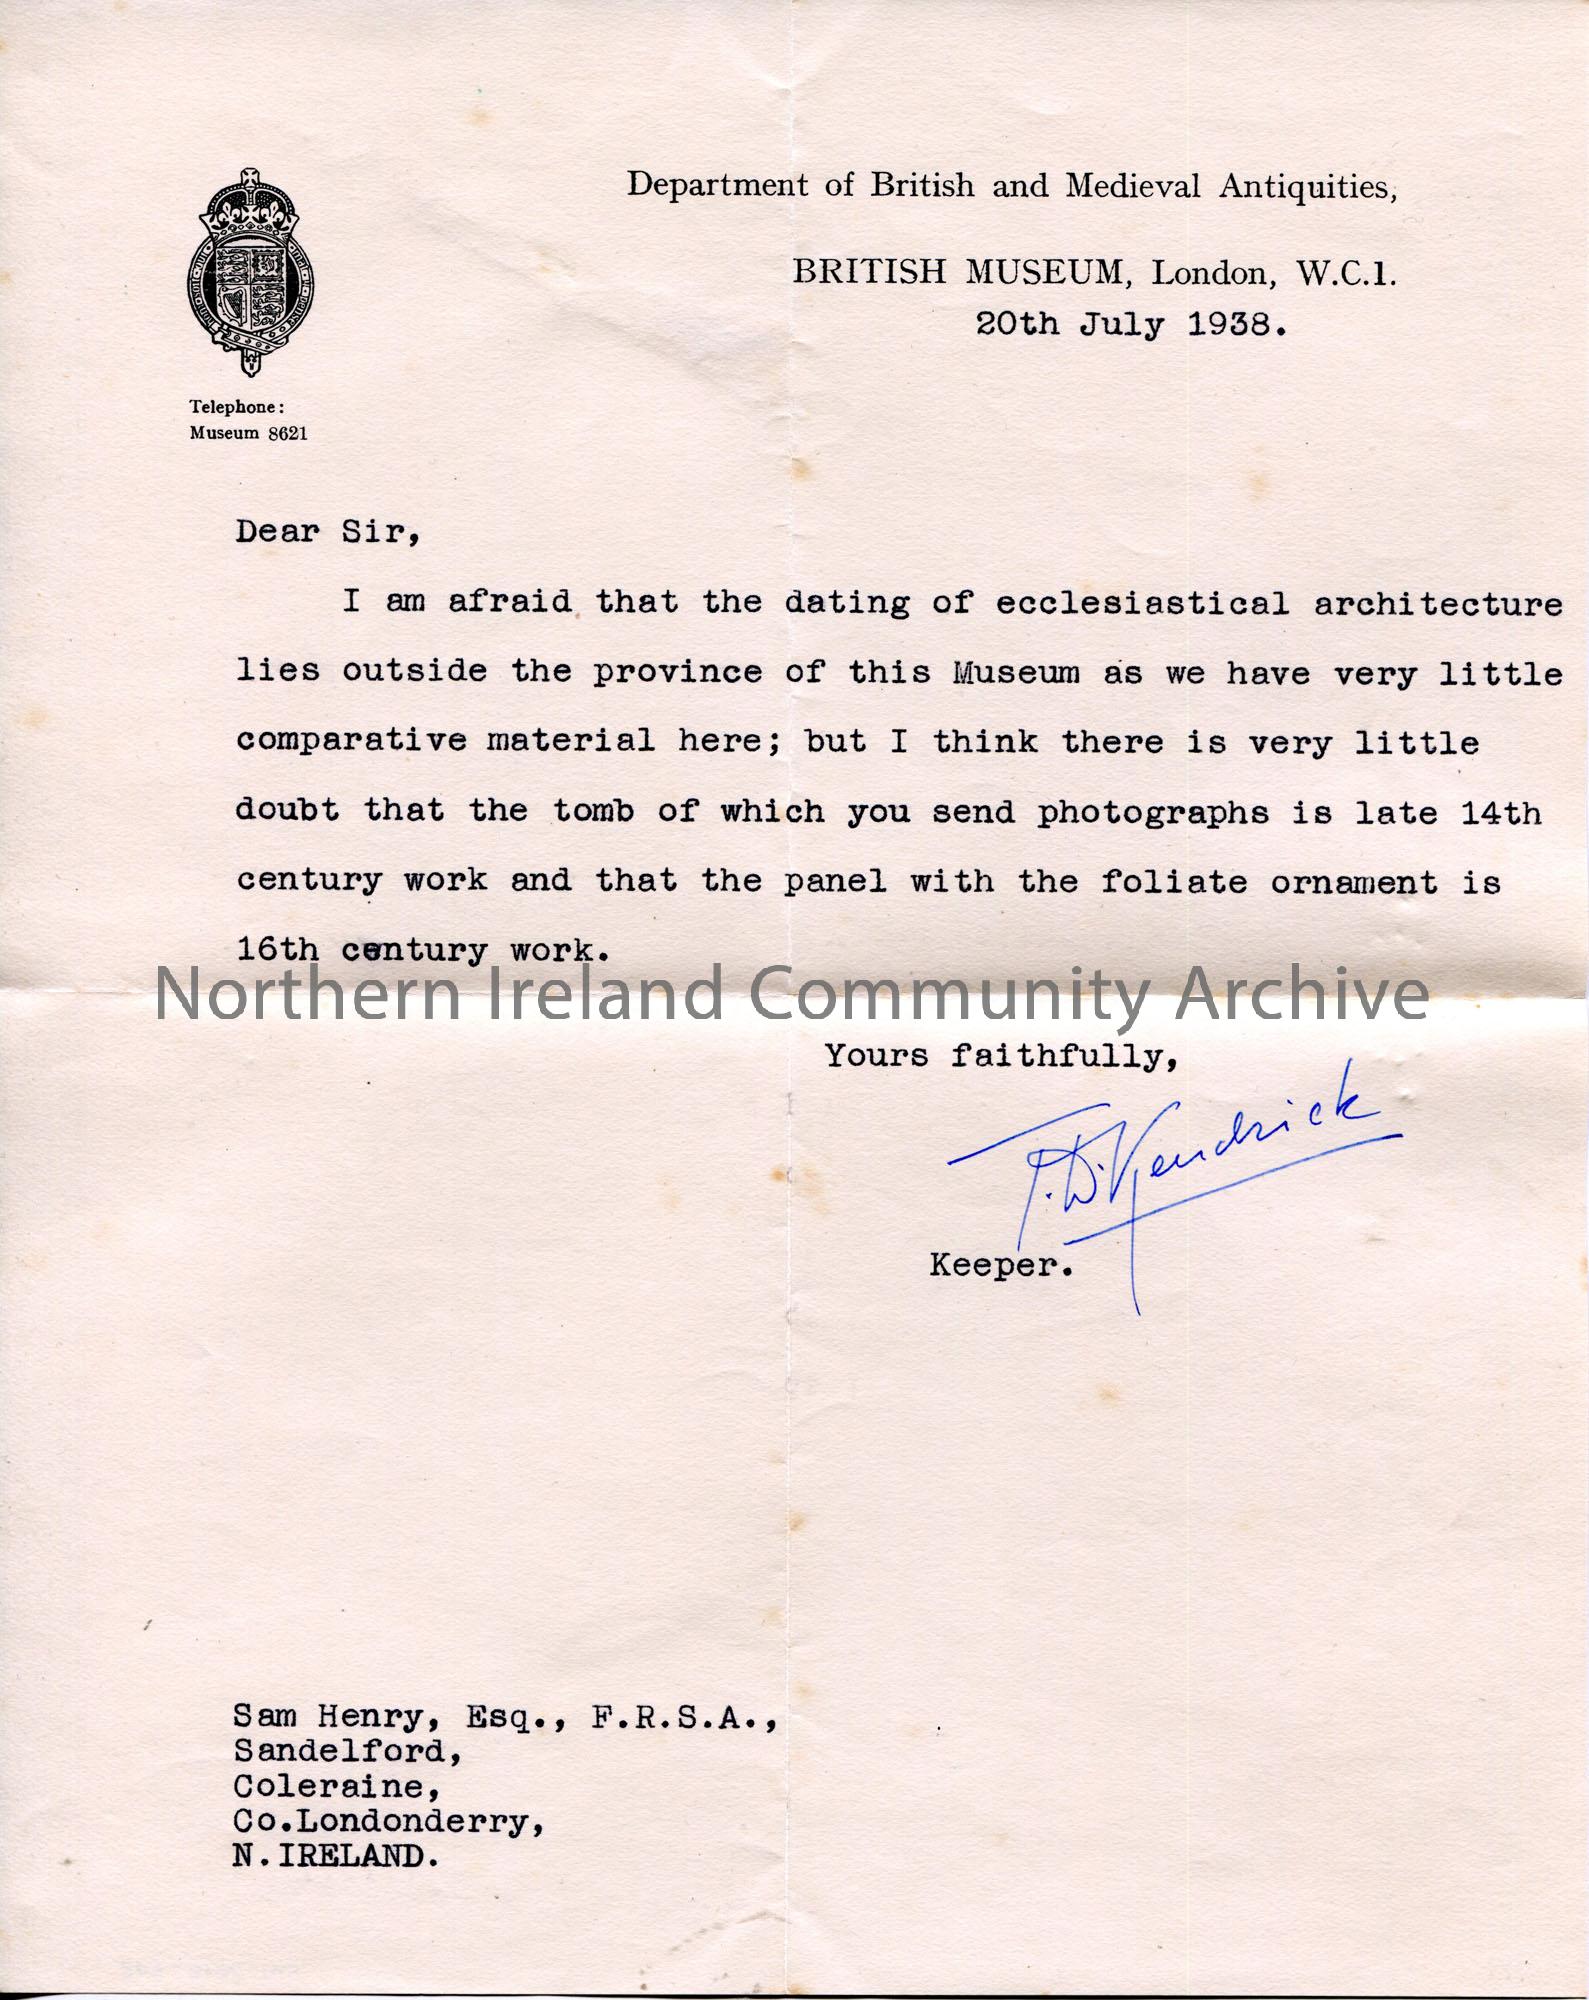 Department of British and Medieval Antiquities,
BRITISH MUSEUM, London, W.C.1.
20th July 1938.
Telephone:
Museum 8621
Dear Sir,
I am afraid that the dating of ecclesiastical architecture
lies outside the province of this Museum as we have very little
comparative material here; but I think there is very little
doubt that the tomb of which you send photographs is late 14th
century work and that the panel with the foliate ornament is
16th century work.
Northern Ireland Community Archive
Yours faithfully,
T.D. Kendrick
Keeper.
Sam Henry, Esq., F.R.S.A.,
Sandelford,
Coleraine,
Co.Londonderry,
N.IRELAND.